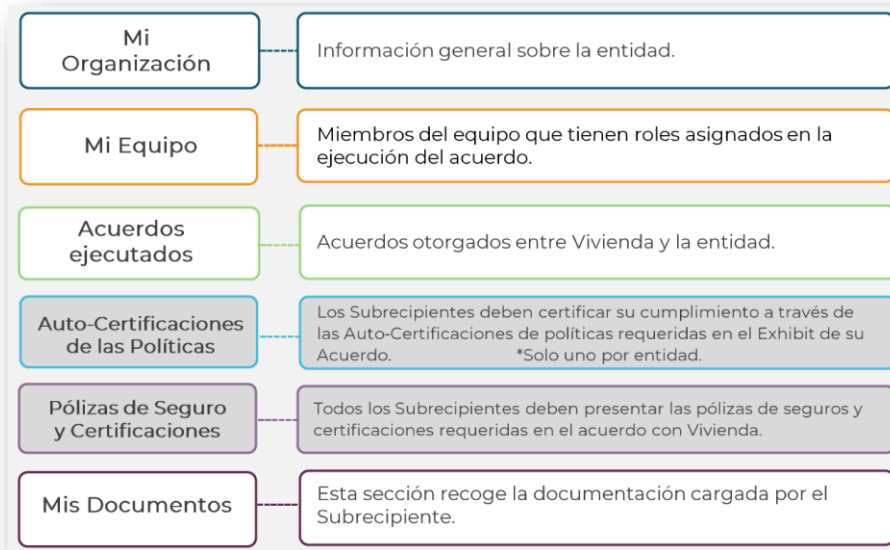 Mi
Organización
Información general sobre la entidad.
Mi Equipo
Miembros del equipo que tienen roles asignados en la
ejecución del acuerdo.
Acuerdos
ejecutados
Acuerdos otorgados entre Vivienda y la entidad.
Auto-Certificaciones
de las Políticas
Los Subrecipientes deben certificar su cumplimiento a través de
las Auto-Certificaciones de políticas requeridas en el Exhibit de su
Acuerdo. *Solo uno por entidad.
Pólizas de Seguro
y Certificaciones
Todos los Subrecipientes deben presentar las pólizas de seguros y
certificaciones requeridas en el acuerdo con Vivienda.
Mis Documentos
Esta sección recoge la documentación cargada por el
Subrecipiente.